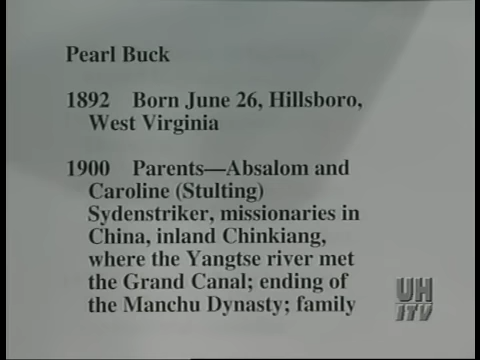 Pearl Buck
1892 Born June 26, Hillsboro,
West Virginia
1900 Parents—Absalom and
Caroline (Stulting)
Sydenstriker, missionaries in
China, inland Chinkiang,
where the Yangtse river met
the Grand Canal; ending of
the Manchu Dynasty; family
UH
ITV